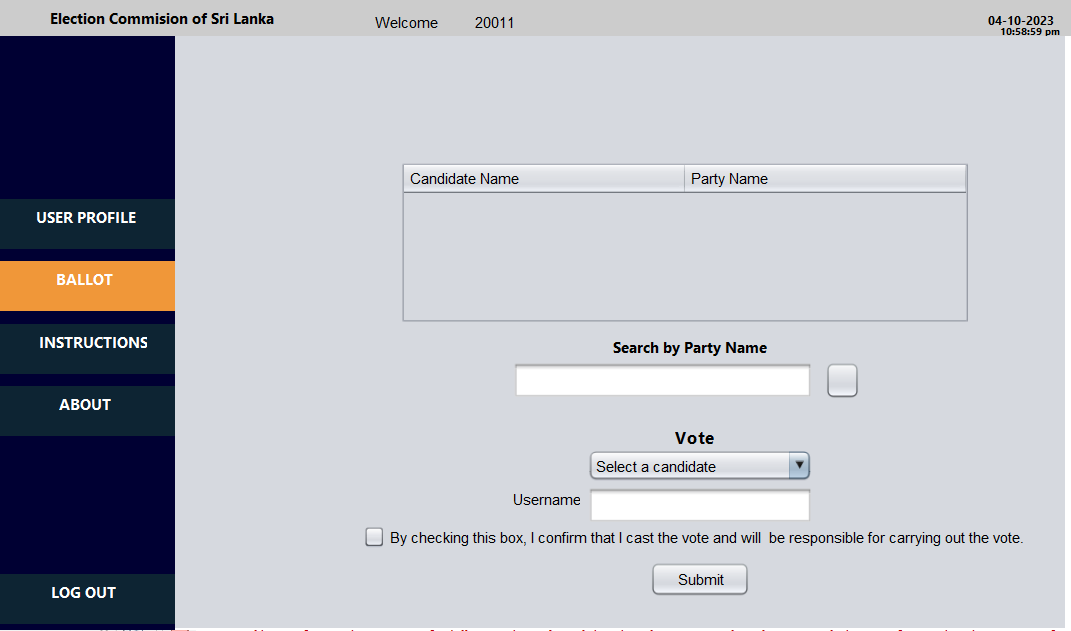 Election Commision of Sri Lanka
Welcome 20011
04-10-2023
10:58:59 pm
Candidate Name Party Name
USER PROFILE
BALLOT
INSTRUCTIONS
ABOUT
Search by Party Name
Vote
Select a candidate
Username
By checking this box, I confirm that I cast the vote and will be responsible for carrying out the vote.
Submit
LOG OUT